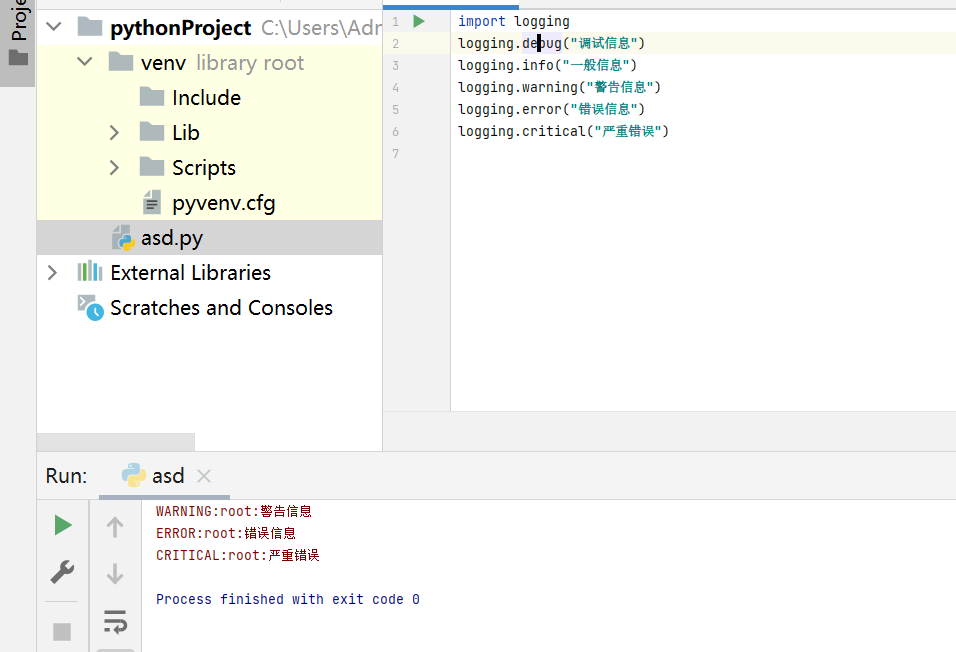 Proje
pythonProject C:\Users\Adr
venv library root
Include
Lib
Scripts
pyvenv.cfg
asd.py
External Libraries
Scratches and Consoles
1 import logging
2 logging.debug("调试信息")
3 logging.info("一般信息")
4 logging.warning("警告信息")
5 logging.error("错误信息")
6 logging.critical("严重错误")
7
Run: asd
WARNING:root:警告信息
ERROR:root:错误信息
CRITICAL:root:严重错误
Process finished with exit code 0